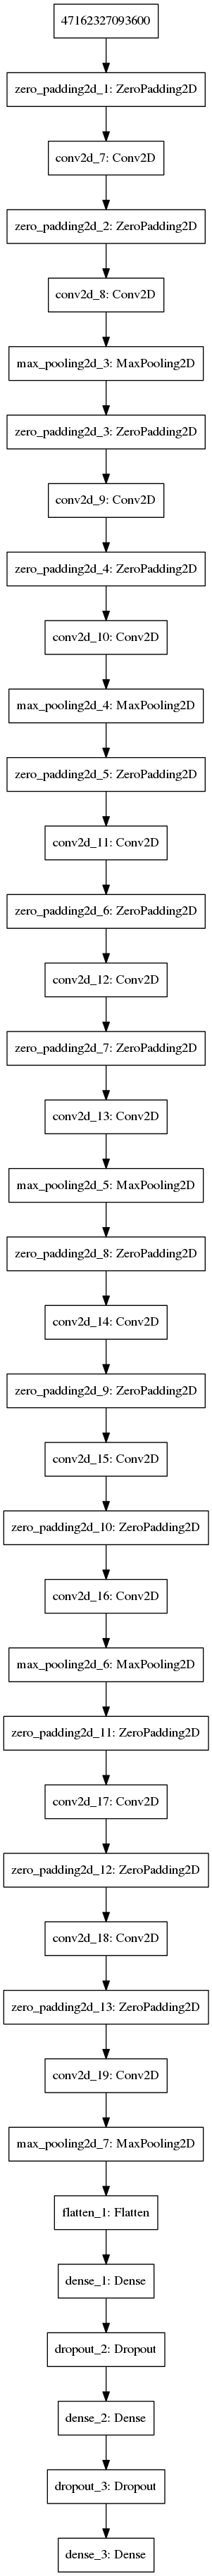 47162327093600
zero_padding2d_1: ZeroPadding2D
conv2d_7: Conv2D
zero_padding2d_2: ZeroPadding2D
conv2d_8: Conv2D
max_pooling2d_3: MaxPooling2D
zero_padding2d_3: ZeroPadding2D
conv2d_9: Conv2D
zero_padding2d_4: ZeroPadding2D
conv2d_10: Conv2D
max_pooling2d_4: MaxPooling2D
zero_padding2d_5: ZeroPadding2D
conv2d_11: Conv2D
zero_padding2d_6: ZeroPadding2D
conv2d_12: Conv2D
zero_padding2d_7: ZeroPadding2D
conv2d_13: Conv2D
max_pooling2d_5: MaxPooling2D
zero_padding2d_8: ZeroPadding2D
conv2d_14: Conv2D
zero_padding2d_9: ZeroPadding2D
conv2d_15: Conv2D
zero_padding2d_10: ZeroPadding2D
conv2d_16: Conv2D
max_pooling2d_6: MaxPooling2D
zero_padding2d_11: ZeroPadding2D
conv2d_17: Conv2D
zero_padding2d_12: ZeroPadding2D
conv2d_18: Conv2D
zero_padding2d_13: ZeroPadding2D
conv2d_19: Conv2D
max_pooling2d_7: MaxPooling2D
flatten_1: Flatten
dense_1: Dense
dropout_2: Dropout
dense_2: Dense
dropout_3: Dropout
dense_3: Dense